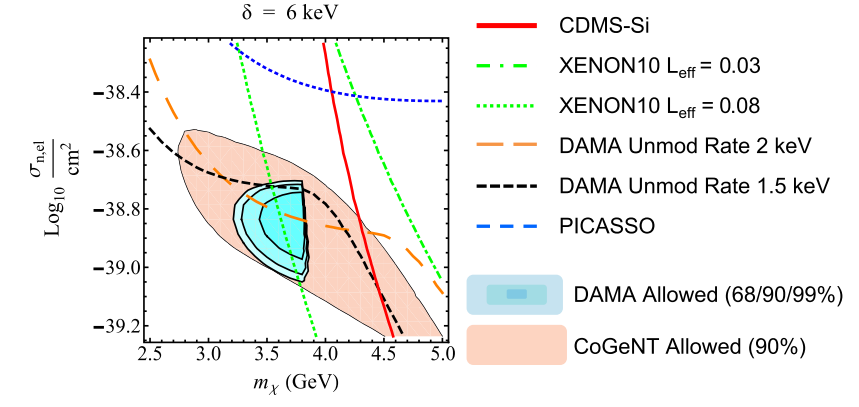 δ = 6 keV
Log10 σn,el / cm2
−38.4
−38.6
−38.8
−39.0
−39.2
2.5 3.0 3.5 4.0 4.5 5.0
mχ (GeV)
CDMS-Si
XENON10 Leff = 0.03
XENON10 Leff = 0.08
DAMA Unmod Rate 2 keV
DAMA Unmod Rate 1.5 keV
PICASSO
DAMA Allowed (68/90/99%)
CoGeNT Allowed (90%)